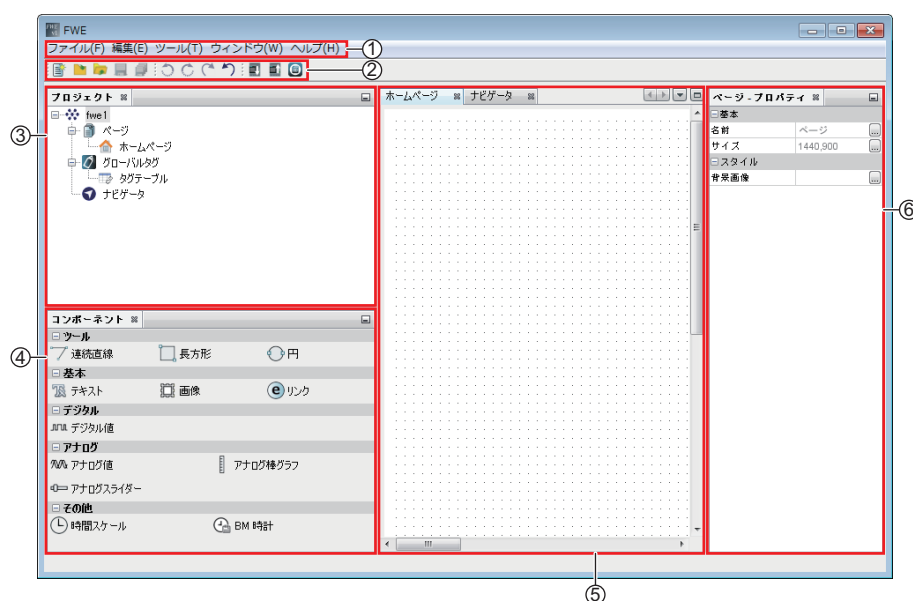 FWE
ファイル(F) 編集(E) ツール(T) ウィンドウ(W) ヘルプ(H)
①
②
プロジェクト
fwe1
ページ
ホームページ
グローバルタグ
タグテーブル
ナビゲータ
③
コンポーネント
ツール
連続直線 長方形 円
基本
テキスト 画像 リンク
デジタル
デジタル値
アナログ
アナログ値 アナログ棒グラフ
アナログスライダー
その他
時間スケール BM 時計
④
ホームページ ナビゲータ
⑤
ページ - プロパティ
基本
名前 ページ
サイズ 1440,900
スタイル
背景画像
⑥